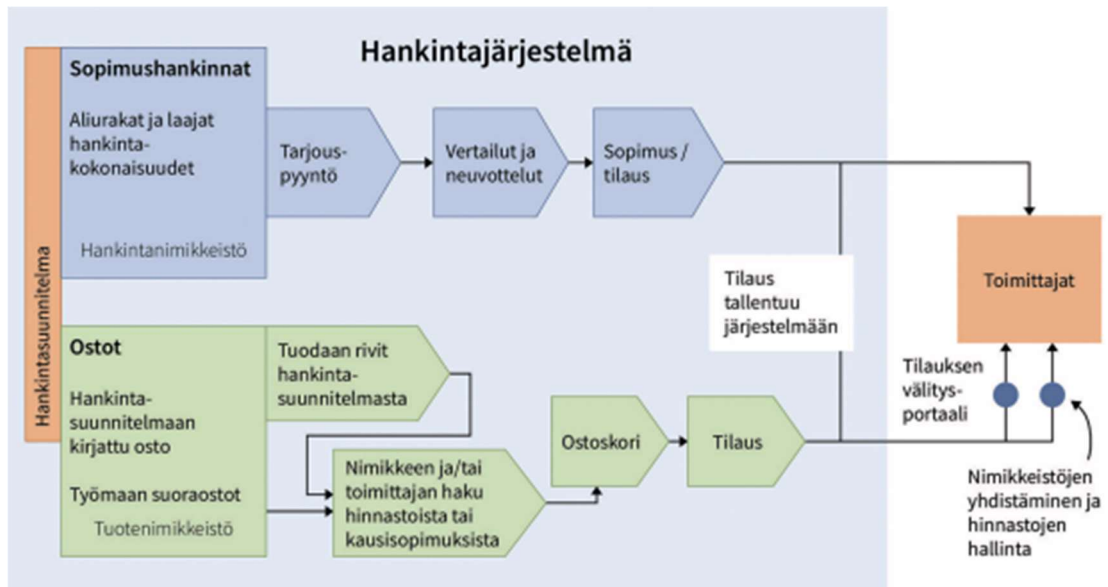 Hankintajärjestelmä
Hankintasuunnitelma
Sopimushankinnat
Aliurakat ja laajat
hankinta-
kokonaisuudet
Hankintanimikkeistö
Tarjous-
pyyntö
Vertailut ja
neuvottelut
Sopimus /
tilaus
Tilaus
tallentuu
järjestelmään
Toimittajat
Ostot
Hankinta-
suunnitelmaan
kirjattu osto
Työmaan suoraostot
Tuotenimikkeistö
Tuodaan rivit
hankinta-
suunnitelmasta
Nimikkeen ja/tai
toimittajan haku
hinnastoista tai
kausisopimuksista
Ostoskori
Tilaus
Tilauksen
välitys-
portaali
Nimikkeistöjen
yhdistäminen ja
hinnastojen
hallinta